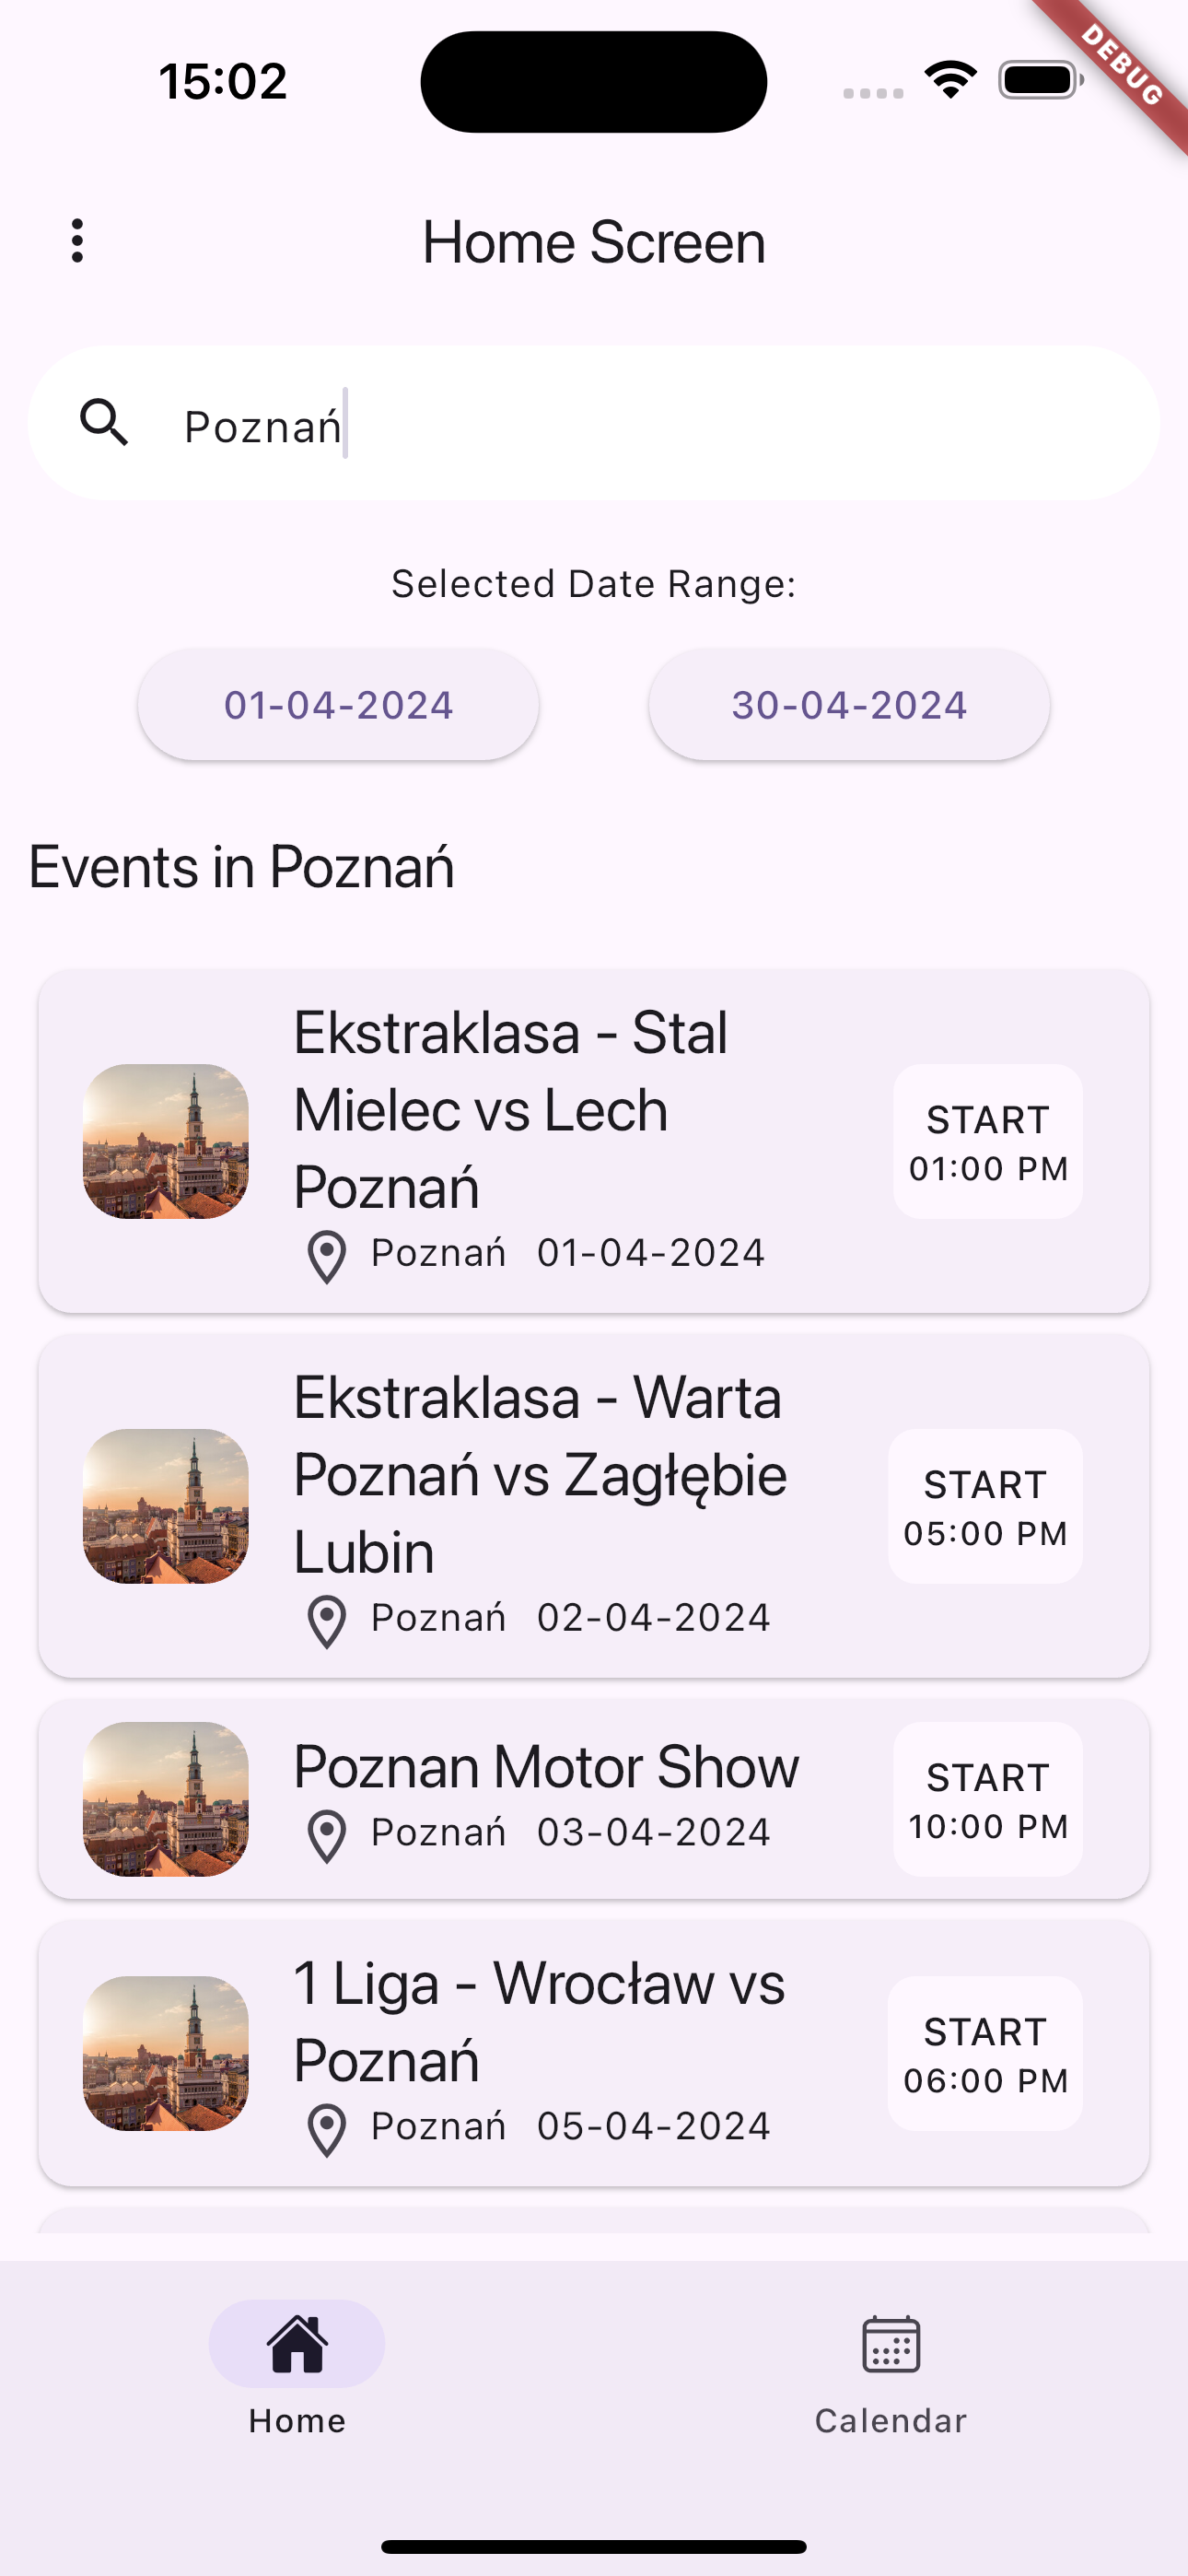 15:02
DEBUG
Home Screen
Poznań
Selected Date Range:
01-04-2024
30-04-2024
Events in Poznań
Ekstraklasa - Stal
Mielec vs Lech
Poznań
Poznań 01-04-2024
START
01:00 PM
Ekstraklasa - Warta
Poznań vs Zagłębie
Lubin
Poznań 02-04-2024
START
05:00 PM
Poznan Motor Show
Poznań 03-04-2024
START
10:00 PM
1 Liga - Wrocław vs
Poznań
Poznań 05-04-2024
START
06:00 PM
Home
Calendar